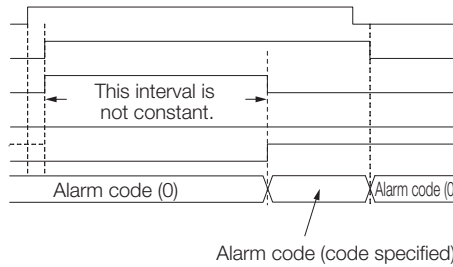 This interval is
not constant.
Alarm code (0)
Alarm code (0
Alarm code (code specified)